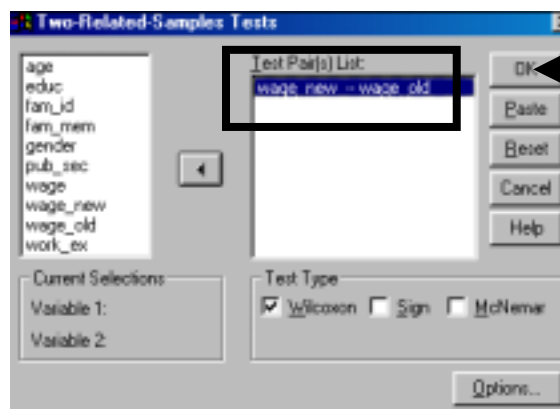 Two-Related-Samples Tests
age
educ
fam_id
fam_mem
gender
pub_sec
wage
wage_new
wage_old
work_ex
Test Pair(s) List:
wage_new -- wage_old
OK
Paste
Reset
Cancel
Help
Current Selections
Variable 1:
Variable 2:
Test Type
Wilcoxon
Sign
McNemar
Options...